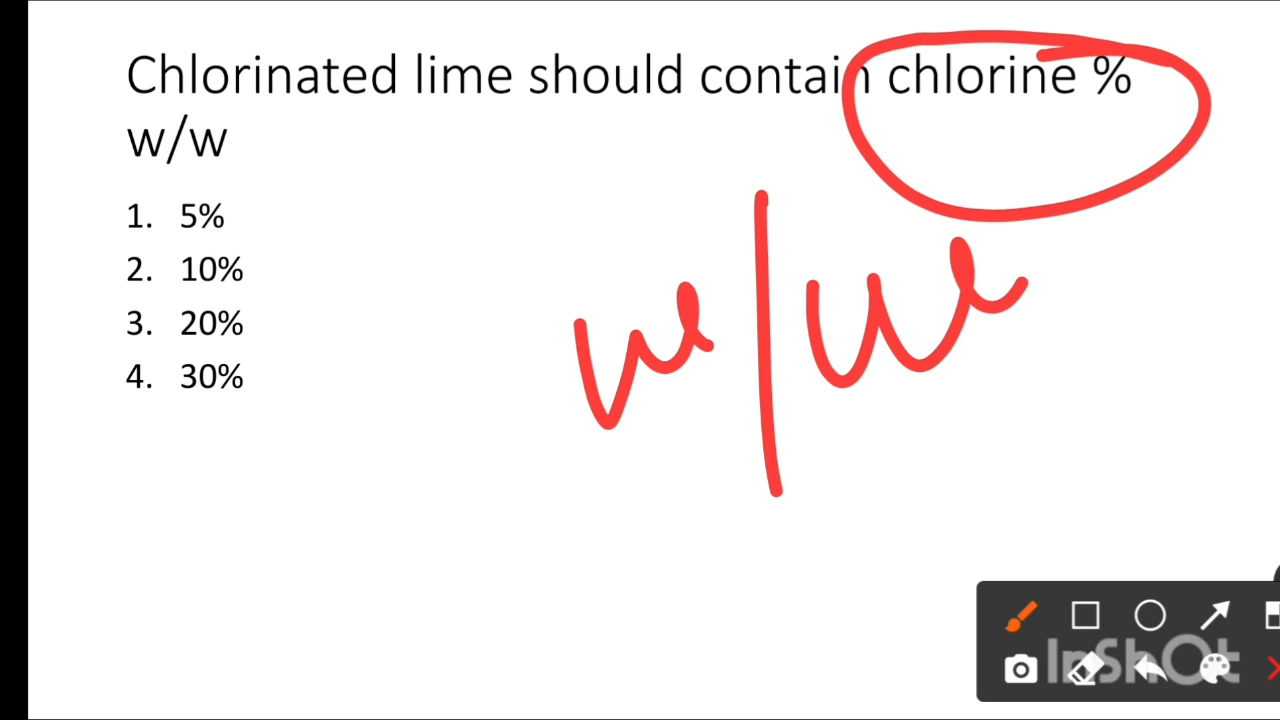 Chlorinated lime should contain chlorine %
w/w
1. 5%
2. 10%
3. 20%
4. 30%
w/w
InShOt